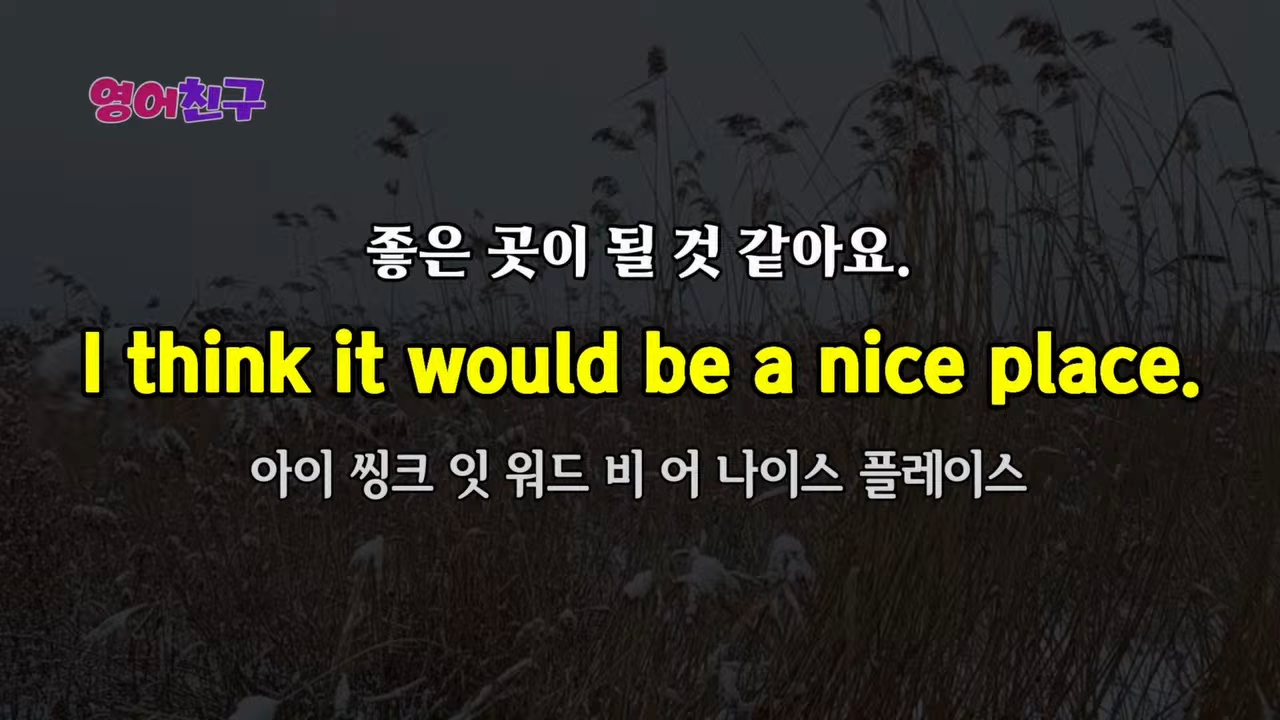 영어친구
좋은 곳이 될 것 같아요.
I think it would be a nice place.
아이 씽크 잇 워드 비 어 나이스 플레이스